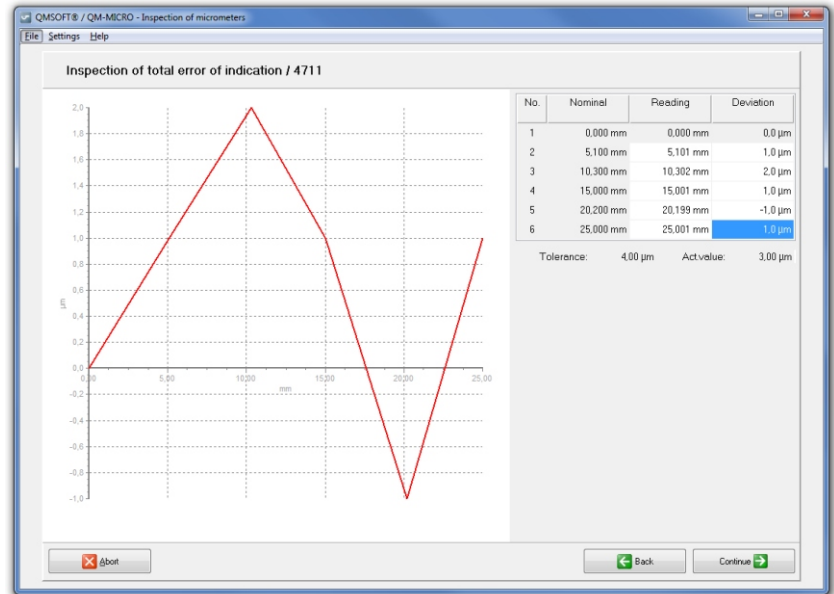 QMSOFT® / QM-MICRO - Inspection of micrometers
File Settings Help
Inspection of total error of indication / 4711
2,0
1,8
1,6
1,4
1,2
1,0
0,8
0,6
0,4
0,2
0,0
-0,2
-0,4
-0,6
-0,8
-1,0
µm
0,00 5,00 10,00 15,00 20,00 25,00
mm
No. Nominal Reading Deviation
1 0,000 mm 0,000 mm 0,0 µm
2 5,100 mm 5,101 mm 1,0 µm
3 10,300 mm 10,302 mm 2,0 µm
4 15,000 mm 15,001 mm 1,0 µm
5 20,200 mm 20,199 mm -1,0 µm
6 25,000 mm 25,001 mm 1,0 µm
Tolerance: 4,00 µm Act.value: 3,00 µm
Abort
Back
Continue